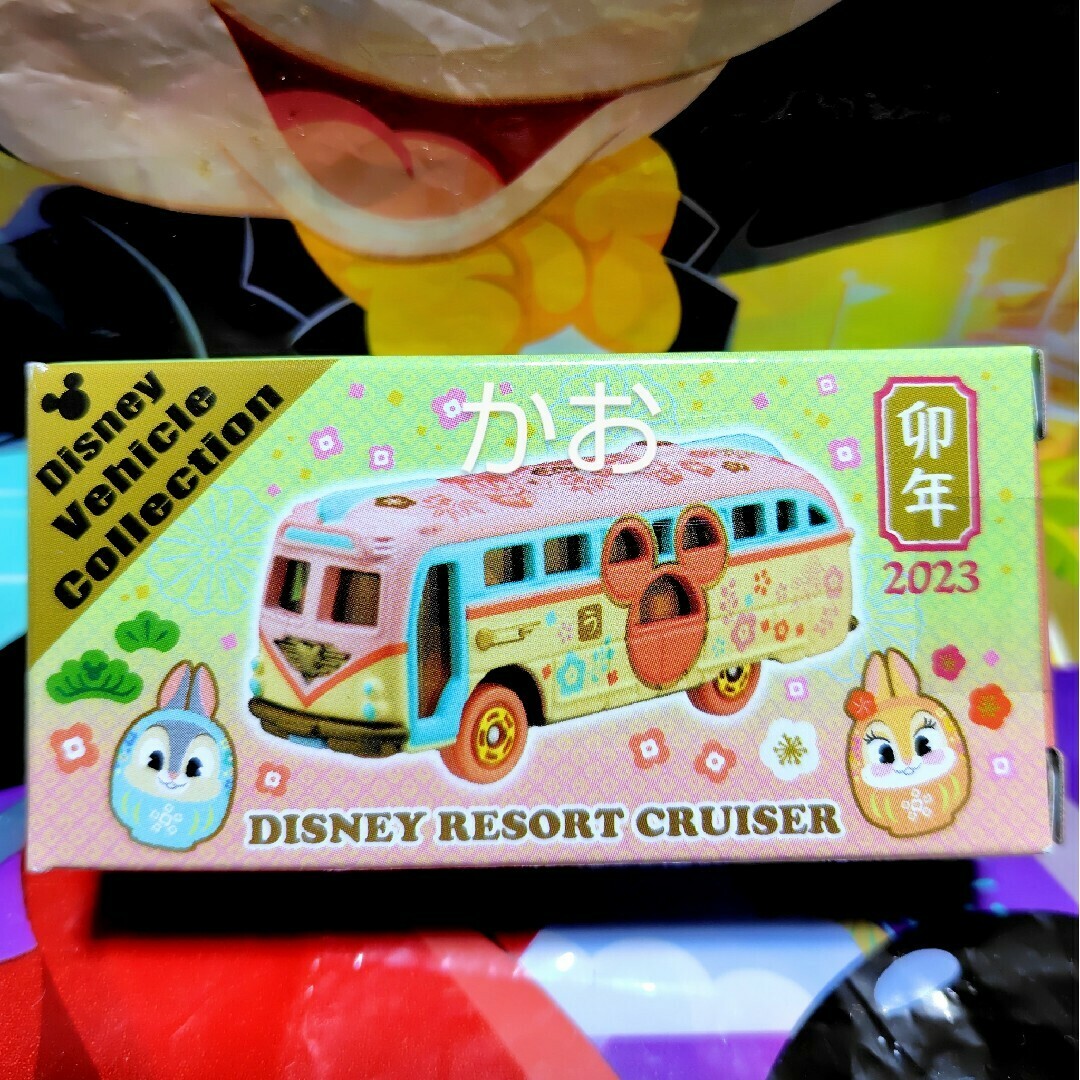 Disney
Vehicle
Collection
かお
卯年
2023
う
DISNEY RESORT CRUISER